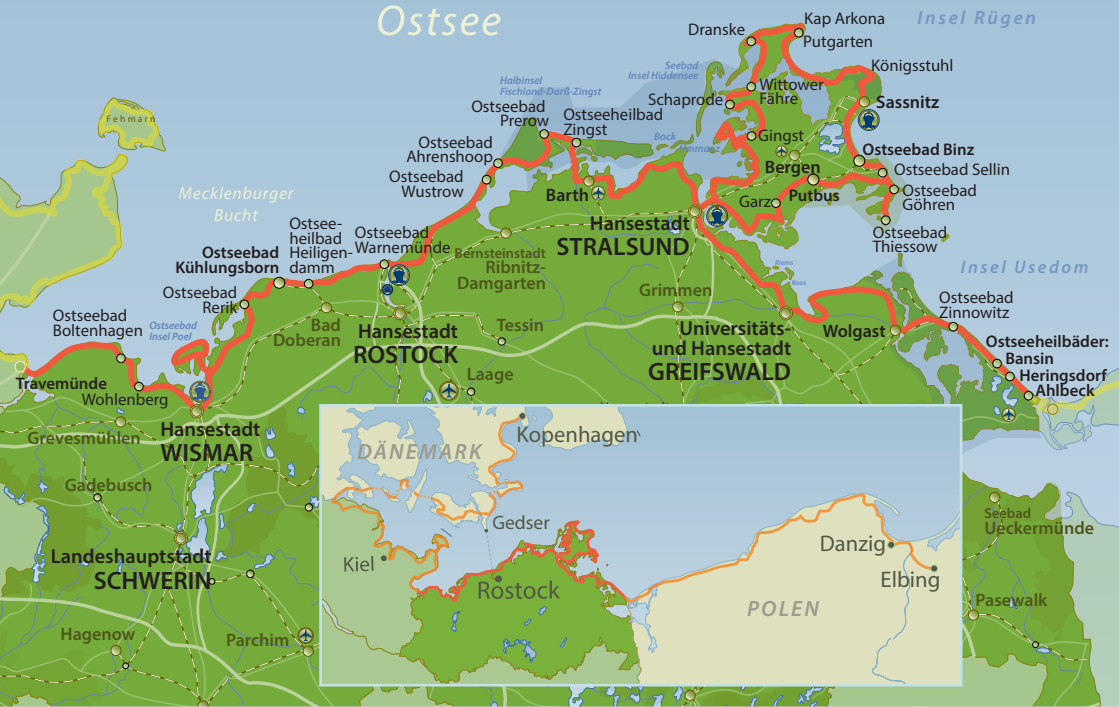 Ostsee
Insel Rügen
Kap Arkona
Dranske
Putgarten
Seebad
Insel Hiddensee
Königsstuhl
Halbinsel
Fischland-Darß-Zingst
Wittower
Fähre
Schaprode
Sassnitz
Fehmarn
Ostseebad
Prerow
Ostseeheilbad
Zingst
Bock
Gingst
Ostseebad
Ahrenshoop
Ostseebad Binz
Bergen
Ostseebad Sellin
Ostseebad
Wustrow
Barth
Putbus
Garz
Ostseebad
Göhren
Mecklenburger
Bucht
Hansestadt
STRALSUND
Ostseebad
Thiessow
Ostsee-
heilbad
Heiligen-
damm
Ostseebad
Warnemünde
Ostseebad
Kühlungsborn
Bernsteinstadt
Ribnitz-
Damgarten
Riems
Koos
Insel Usedom
Ostseebad
Rerik
Grimmen
Ostseebad
Zinnowitz
Ostseebad
Boltenhagen
Ostseebad
Insel Poel
Bad
Doberan
Hansestadt
ROSTOCK
Tessin
Universitäts-
und Hansestadt
GREIFSWALD
Wolgast
Ostseeheilbäder:
Bansin
Heringsdorf
Ahlbeck
Travemünde
Wohlenberg
Laage
Grevesmühlen
Hansestadt
WISMAR
Gadebusch
Landeshauptstadt
SCHWERIN
Hagenow
Parchim
Kopenhagen
DÄNEMARK
Gedser
Kiel
Rostock
Danzig
Elbing
POLEN
Seebad
Ueckermünde
Pasewalk